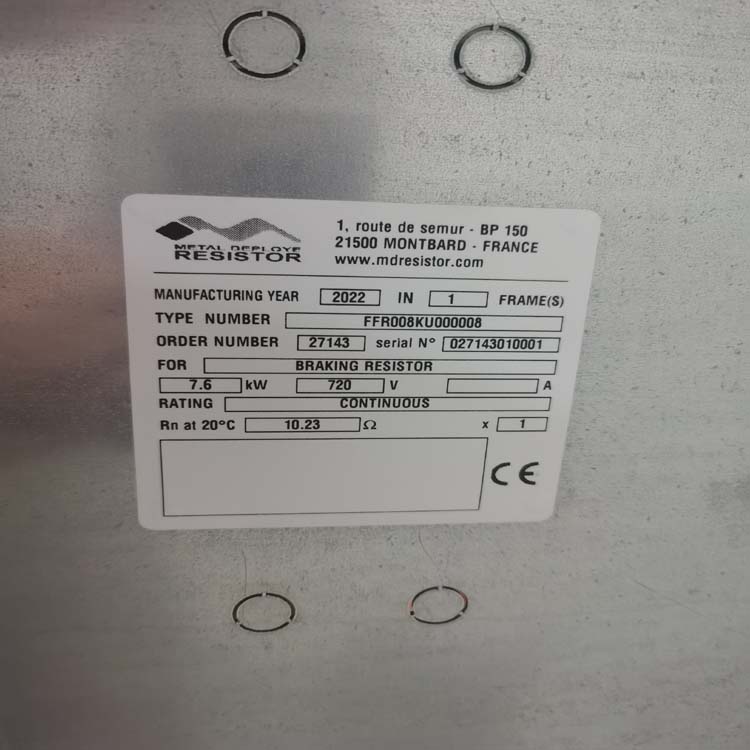 METAL DEPLOYE
RESISTOR
1, route de semur - BP 150
21500 MONTBARD - FRANCE
www.mdresistor.com
MANUFACTURING YEAR 2022 IN 1 FRAME(S)
TYPE NUMBER FFR008KU000008
ORDER NUMBER 27143 serial N° 027143010001
FOR BRAKING RESISTOR
7.6 kW 720 V A
RATING CONTINUOUS
Rn at 20°C 10.23 Ω x 1
CE